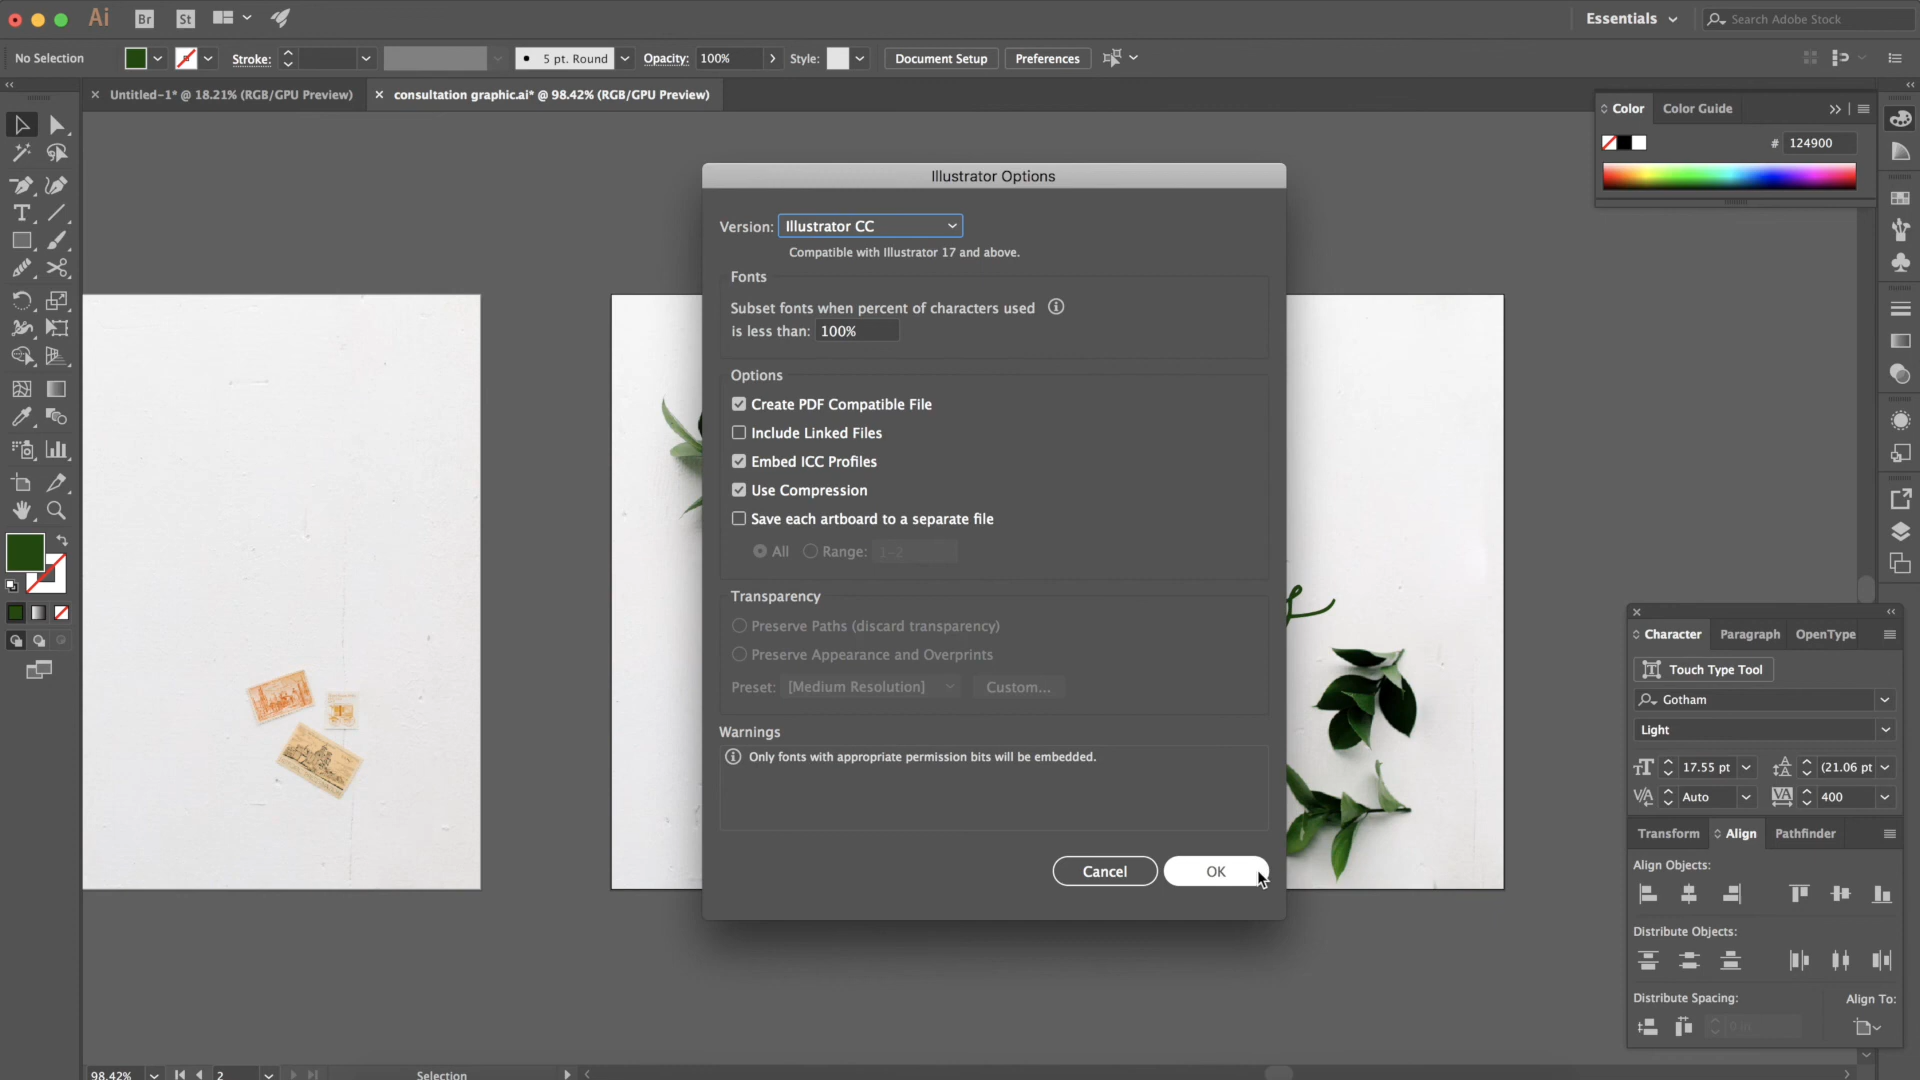 Ai
Br
St
Essentials
Search Adobe Stock
No Selection
Stroke:
5 pt. Round
Opacity:
100%
Style:
Document Setup
Preferences
Untitled-1* @ 18.21% (RGB/GPU Preview)
consultation graphic.ai* @ 98.42% (RGB/GPU Preview)
Color
Color Guide
# 124900
Illustrator Options
Version: Illustrator CC
Compatible with Illustrator 17 and above.
Fonts
Subset fonts when percent of characters used
is less than: 100%
Options
Create PDF Compatible File
Include Linked Files
Embed ICC Profiles
Use Compression
Save each artboard to a separate file
All Range: 1-2
Transparency
Preserve Paths (discard transparency)
Preserve Appearance and Overprints
Preset: [Medium Resolution] Custom...
Warnings
Only fonts with appropriate permission bits will be embedded.
Cancel
OK
Character Paragraph OpenType
Touch Type Tool
Gotham
Light
17.55 pt
(21.06 pt
Auto
400
Transform Align Pathfinder
Align Objects:
Distribute Objects:
Distribute Spacing:
Align To:
0 in
98.42%
2
Selection